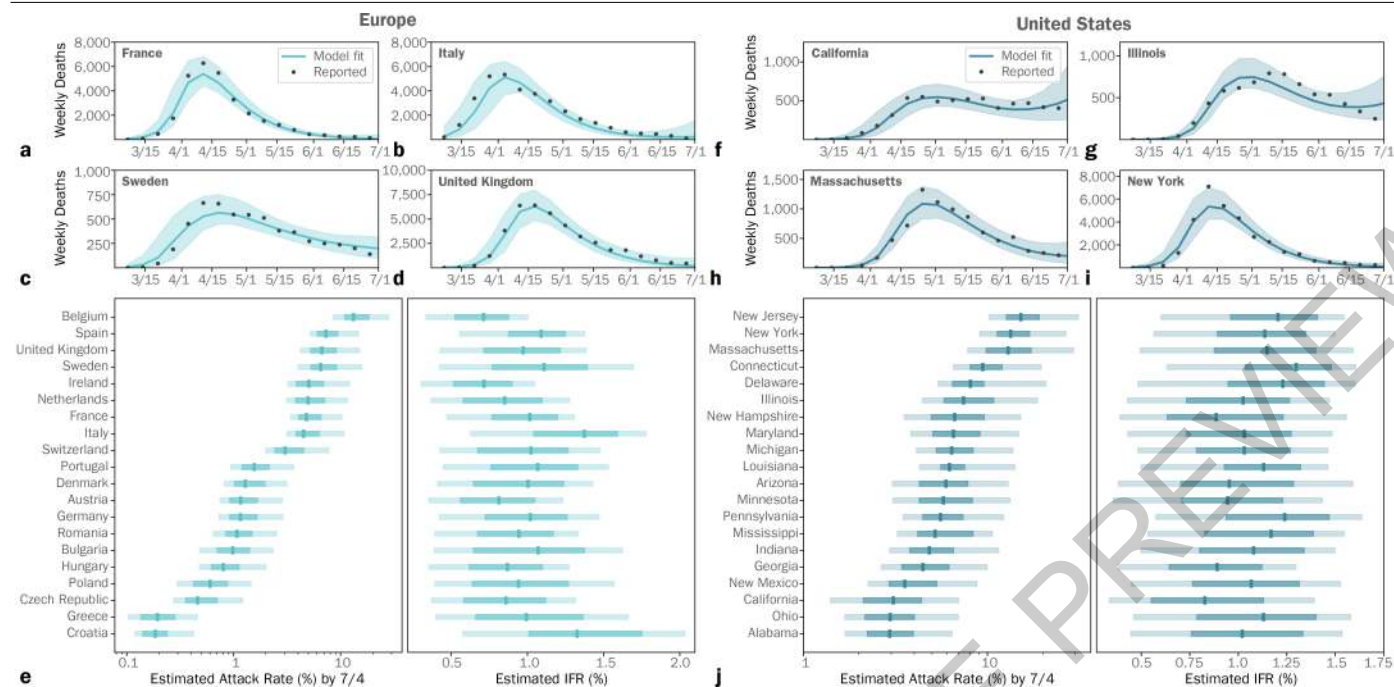 Europe
United States
8,000
6,000
4,000
2,000
Weekly Deaths
France
Model fit
Reported
3/15 4/1 4/15 5/1 5/15 6/1 6/15 7/1
a
8,000
6,000
4,000
2,000
Italy
3/15 4/1 4/15 5/1 5/15 6/1 6/15 7/1
b
1,000
500
Weekly Deaths
California
Model fit
Reported
3/15 4/1 4/15 5/1 5/15 6/1 6/15 7/1
f
1,000
500
Illinois
3/15 4/1 4/15 5/1 5/15 6/1 6/15 7/1
g
1,000
750
500
250
Weekly Deaths
Sweden
3/15 4/1 4/15 5/1 5/15 6/1 6/15 7/1
c
10,000
7,500
5,000
2,500
United Kingdom
3/15 4/1 4/15 5/1 5/15 6/1 6/15 7/1
d
1,500
1,000
500
Weekly Deaths
Massachusetts
3/15 4/1 4/15 5/1 5/15 6/1 6/15 7/1
h
8,000
6,000
4,000
2,000
New York
3/15 4/1 4/15 5/1 5/15 6/1 6/15 7/1
i
Belgium
Spain
United Kingdom
Sweden
Ireland
Netherlands
France
Italy
Switzerland
Portugal
Denmark
Austria
Germany
Romania
Bulgaria
Hungary
Poland
Czech Republic
Greece
Croatia
0.1 1 10
Estimated Attack Rate (%) by 7/4
0.5 1.0 1.5 2.0
Estimated IFR (%)
e
New Jersey
New York
Massachusetts
Connecticut
Delaware
Illinois
New Hampshire
Maryland
Michigan
Louisiana
Arizona
Minnesota
Pennsylvania
Mississippi
Indiana
Georgia
New Mexico
California
Ohio
Alabama
1 10
Estimated Attack Rate (%) by 7/4
0.5 0.75 1.0 1.25 1.5 1.75
Estimated IFR (%)
j
E PREVIEW